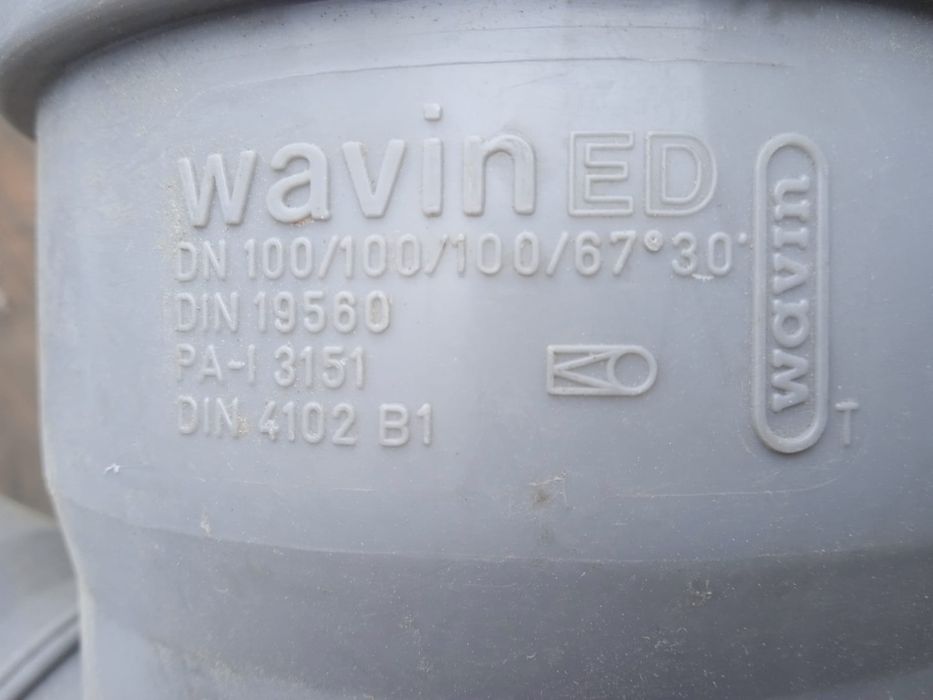 wavin ED
DN 100/100/100/67°30'
DIN 19560
PA-I 3151
DIN 4102 B1
wavin
T